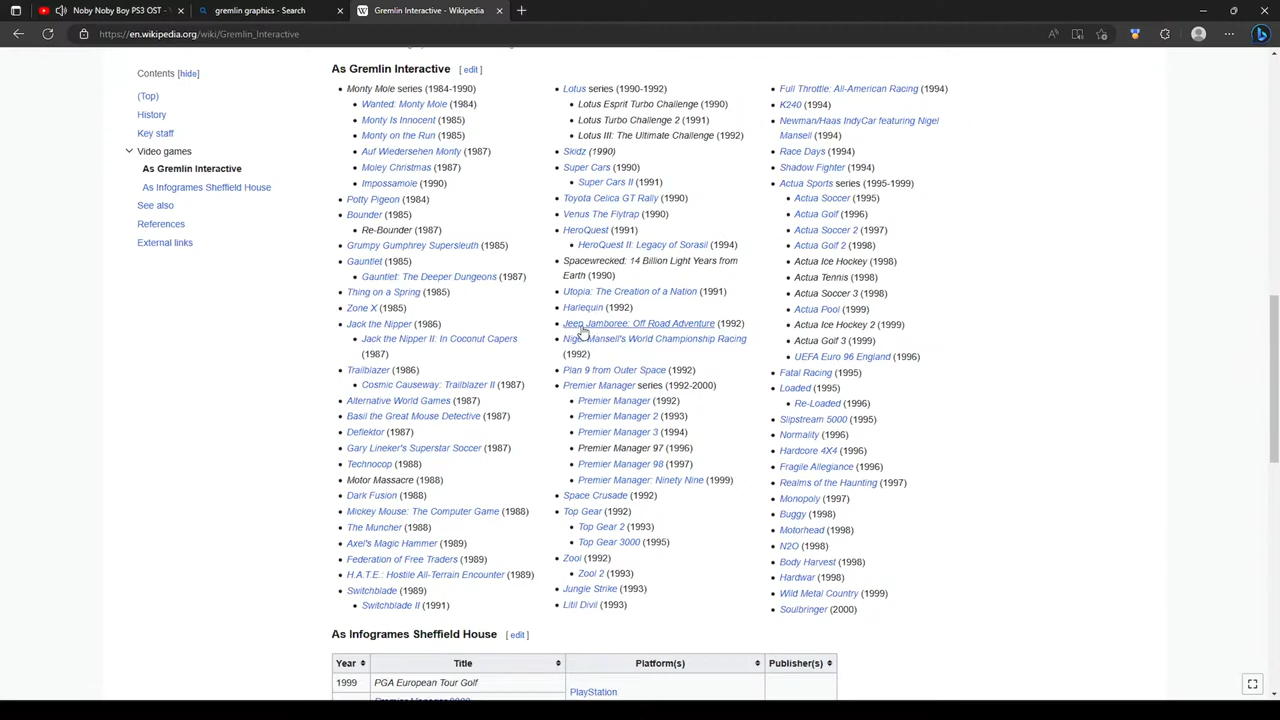 Noby Noby Boy PS3 OST -
gremlin graphics - Search
Gremlin Interactive - Wikipedia
https://en.wikipedia.org/wiki/Gremlin_Interactive
Contents [hide]
(Top)
History
Key staff
Video games
As Gremlin Interactive
As Infogrames Sheffield House
See also
References
External links
As Gremlin Interactive [ edit ]
Monty Mole series (1984-1990)
Wanted: Monty Mole (1984)
Monty Is Innocent (1985)
Monty on the Run (1985)
Auf Wiedersehen Monty (1987)
Moley Christmas (1987)
Impossamole (1990)
Potty Pigeon (1984)
Bounder (1985)
Re-Bounder (1987)
Grumpy Gumphrey Supersleuth (1985)
Gauntlet (1985)
Gauntlet: The Deeper Dungeons (1987)
Thing on a Spring (1985)
Zone X (1985)
Jack the Nipper (1986)
Jack the Nipper II: In Coconut Capers
(1987)
Trailblazer (1986)
Cosmic Causeway: Trailblazer II (1987)
Alternative World Games (1987)
Basil the Great Mouse Detective (1987)
Deflektor (1987)
Gary Lineker's Superstar Soccer (1987)
Technocop (1988)
Motor Massacre (1988)
Dark Fusion (1988)
Mickey Mouse: The Computer Game (1988)
The Muncher (1988)
Axel's Magic Hammer (1989)
Federation of Free Traders (1989)
H.A.T.E.: Hostile All-Terrain Encounter (1989)
Switchblade (1989)
Switchblade II (1991)
Lotus series (1990-1992)
Lotus Esprit Turbo Challenge (1990)
Lotus Turbo Challenge 2 (1991)
Lotus III: The Ultimate Challenge (1992)
Skidz (1990)
Super Cars (1990)
Super Cars II (1991)
Toyota Celica GT Rally (1990)
Venus The Flytrap (1990)
HeroQuest (1991)
HeroQuest II: Legacy of Sorasil (1994)
Spacewrecked: 14 Billion Light Years from
Earth (1990)
Utopia: The Creation of a Nation (1991)
Harlequin (1992)
Jeep Jamboree: Off Road Adventure (1992)
Nigel Mansell's World Championship Racing
(1992)
Plan 9 from Outer Space (1992)
Premier Manager series (1992-2000)
Premier Manager (1992)
Premier Manager 2 (1993)
Premier Manager 3 (1994)
Premier Manager 97 (1996)
Premier Manager 98 (1997)
Premier Manager: Ninety Nine (1999)
Space Crusade (1992)
Top Gear (1992)
Top Gear 2 (1993)
Top Gear 3000 (1995)
Zool (1992)
Zool 2 (1993)
Jungle Strike (1993)
Litil Divil (1993)
Full Throttle: All-American Racing (1994)
K240 (1994)
Newman/Haas IndyCar featuring Nigel
Mansell (1994)
Race Days (1994)
Shadow Fighter (1994)
Actua Sports series (1995-1999)
Actua Soccer (1995)
Actua Golf (1996)
Actua Soccer 2 (1997)
Actua Golf 2 (1998)
Actua Ice Hockey (1998)
Actua Tennis (1998)
Actua Soccer 3 (1998)
Actua Pool (1999)
Actua Ice Hockey 2 (1999)
Actua Golf 3 (1999)
UEFA Euro 96 England (1996)
Fatal Racing (1995)
Loaded (1995)
Re-Loaded (1996)
Slipstream 5000 (1995)
Normality (1996)
Hardcore 4X4 (1996)
Fragile Allegiance (1996)
Realms of the Haunting (1997)
Monopoly (1997)
Buggy (1998)
Motorhead (1998)
N2O (1998)
Body Harvest (1998)
Hardwar (1998)
Wild Metal Country (1999)
Soulbringer (2000)
As Infogrames Sheffield House [ edit ]
Year Title Platform(s) Publisher(s)
1999 PGA European Tour Golf
PlayStation